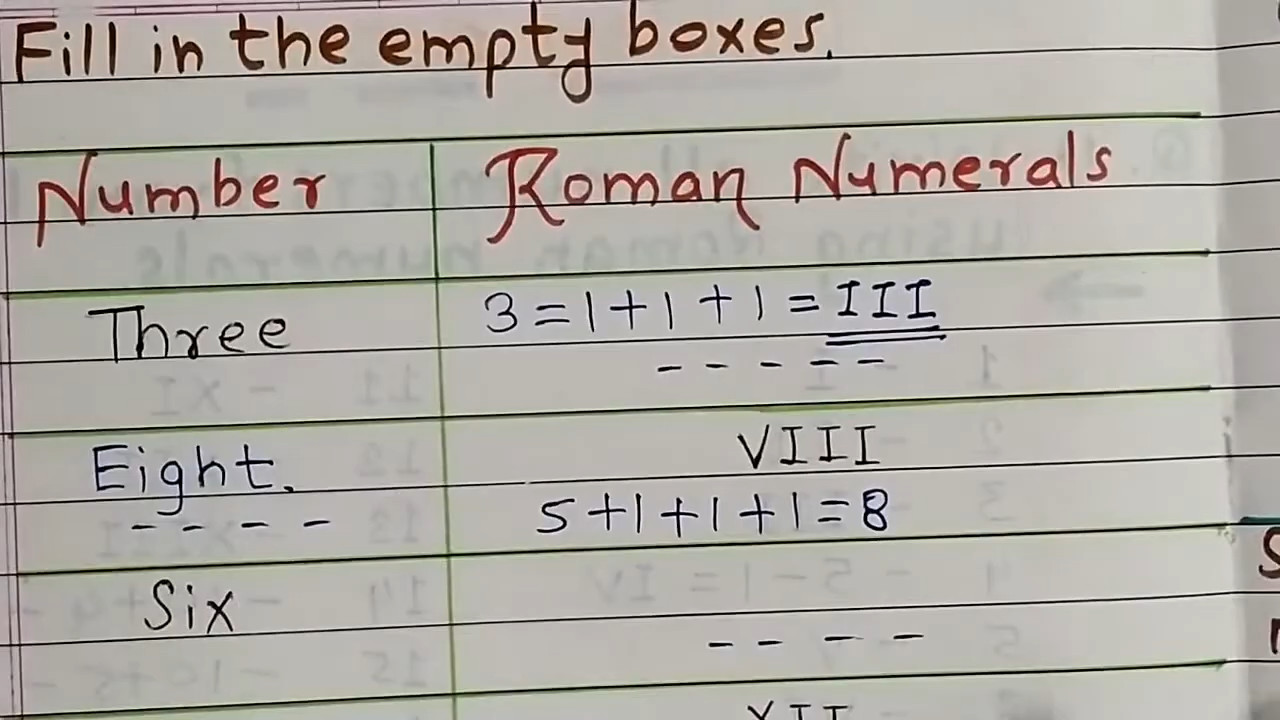 Fill in the empty boxes.
Number Roman Numerals
Three 3=1+1+1=III
- - - - -
Eight. VIII
- - - - 5+1+1+1=8
Six
- - - -
XII